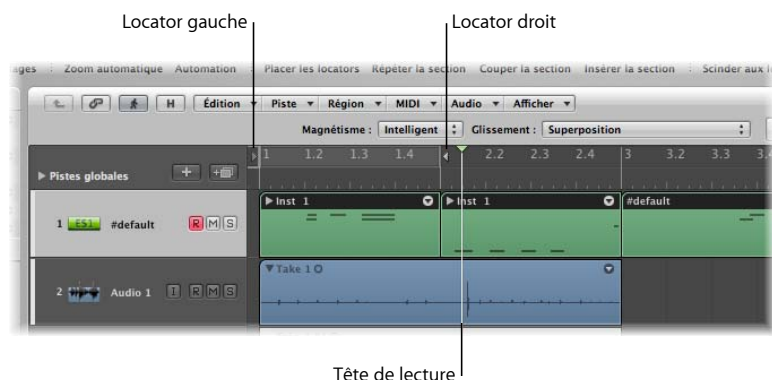 Locator gauche
Locator droit
Zoom automatique Automation Placer les locators Répéter la section Couper la section Insérer la section Scinder aux
H Édition Piste Région MIDI Audio Afficher
Magnétisme : Intelligent Glissement : Superposition
1 1.2 1.3 1.4 2.2 2.3 2.4 3 3.2 3.3
Pistes globales
Inst 1 Inst 1 #default
1 ES1 #default R M S
Take 1
2 Audio 1 I R M S
Tête de lecture